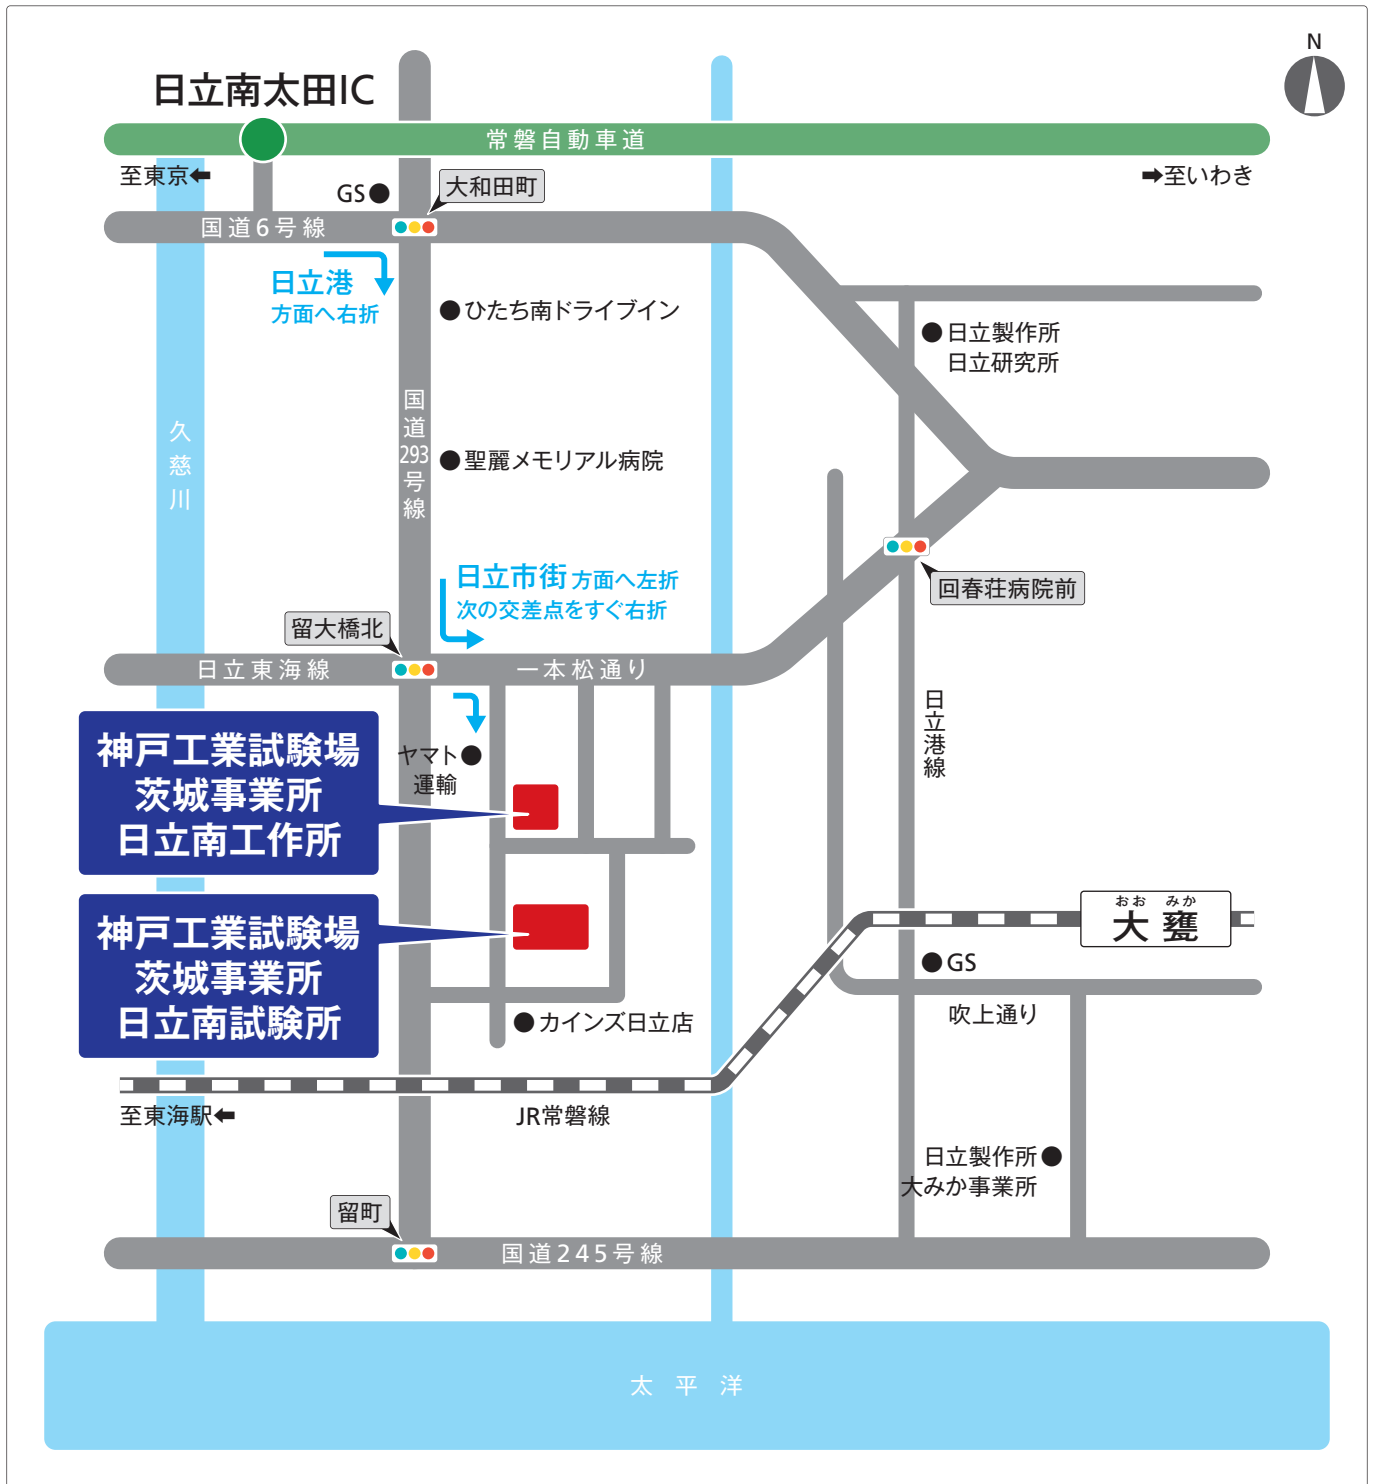 N
日立南太田IC
常磐自動車道
至東京⬅
➡至いわき
GS●
大和田町
国道6号線
日立港
方面へ右折
●ひたち南ドライブイン
●日立製作所
日立研究所
国道293号線
久慈川
●聖麗メモリアル病院
日立市街 方面へ左折
次の交差点をすぐ右折
回春荘病院前
留大橋北
日立東海線
一本松通り
日立港線
神戸工業試験場
茨城事業所
日立南工作所
ヤマト●
運輸
神戸工業試験場
茨城事業所
日立南試験所
おお みか
大甕
●GS
吹上通り
●カインズ日立店
至東海駅⬅
JR常磐線
日立製作所●
大みか事業所
留町
国道245号線
太平洋